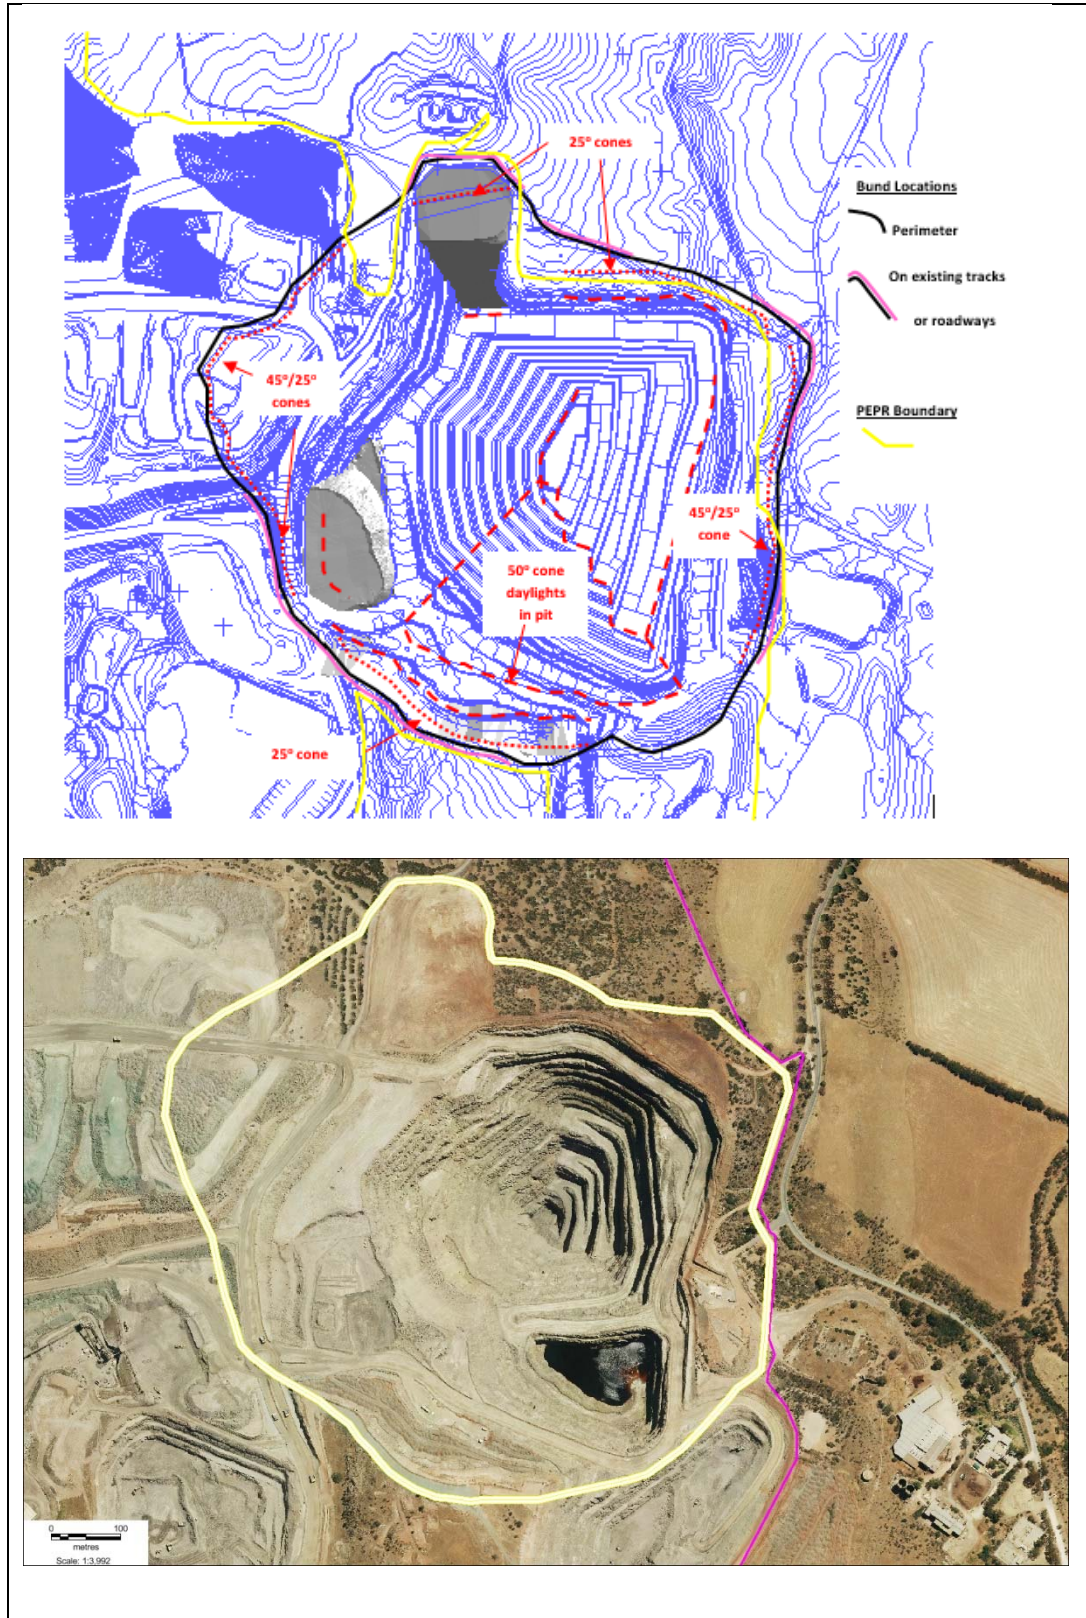 25° cones
Bund Locations
Perimeter
On existing tracks
or roadways
45°/25°
cones
PEPR Boundary
45°/25°
cone
50° cone
daylights
in pit
25° cone
0 100
metres
Scale: 1:3,992